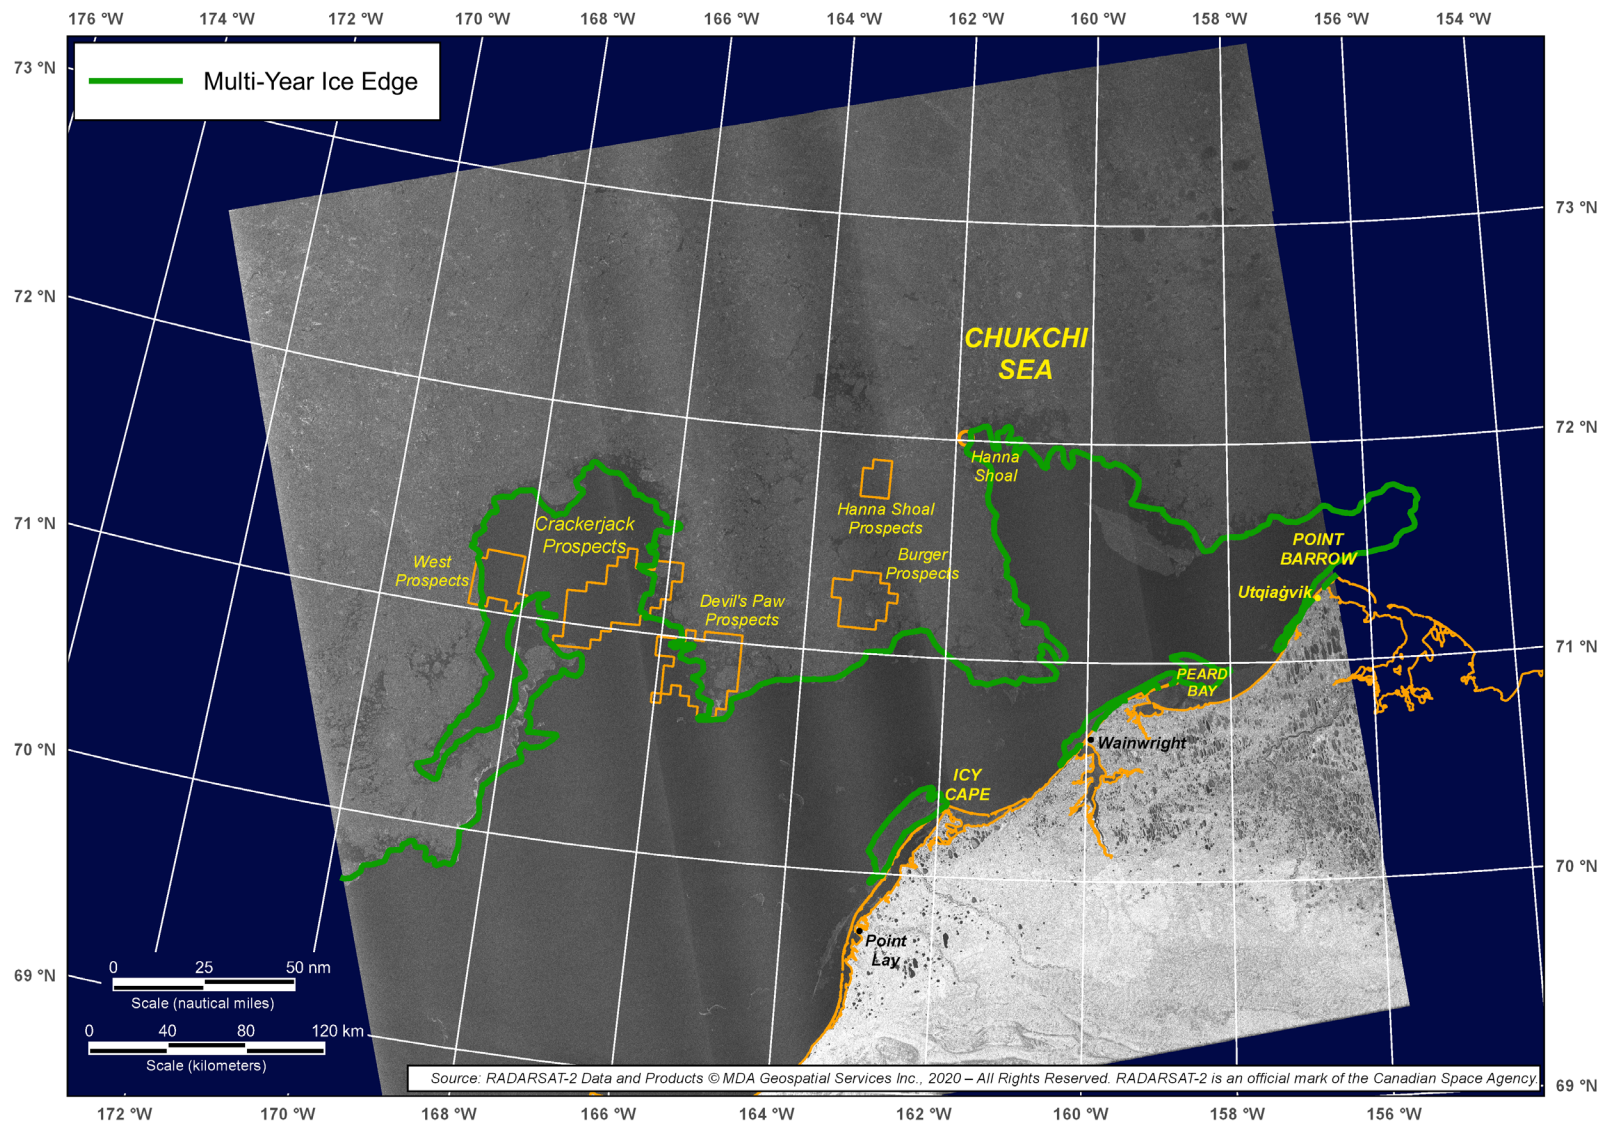 176 °W 174 °W 172 °W 170 °W 168 °W 166 °W 164 °W 162 °W 160 °W 158 °W 156 °W 154 °W
73 °N
Multi-Year Ice Edge
73 °N
72 °N
CHUKCHI
SEA
72 °N
Hanna
Shoal
Hanna Shoal
Prospects
71 °N
Crackerjack
Prospects
West
Prospects
Burger
Prospects
POINT
BARROW
Utqiaġvik
Devil's Paw
Prospects
71 °N
PEARD
BAY
70 °N
Wainwright
ICY
CAPE
70 °N
Point
Lay
69 °N
0 25 50 nm
Scale (nautical miles)
0 40 80 120 km
Scale (kilometers)
Source: RADARSAT-2 Data and Products © MDA Geospatial Services Inc., 2020 – All Rights Reserved. RADARSAT-2 is an official mark of the Canadian Space Agency.
69 °N
172 °W 170 °W 168 °W 166 °W 164 °W 162 °W 160 °W 158 °W 156 °W